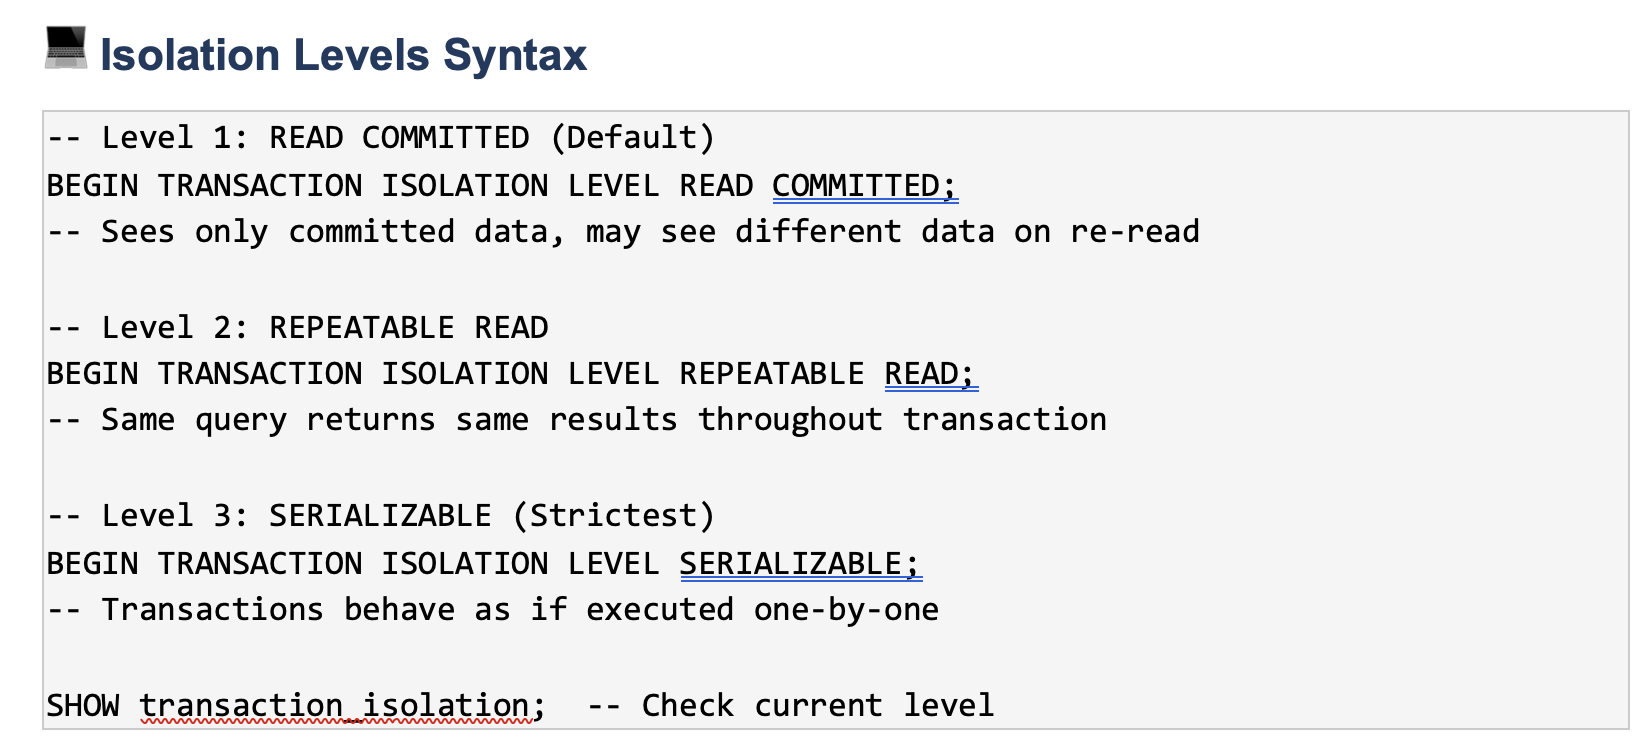 Isolation Levels Syntax
-- Level 1: READ COMMITTED (Default)
BEGIN TRANSACTION ISOLATION LEVEL READ COMMITTED;
-- Sees only committed data, may see different data on re-read
-- Level 2: REPEATABLE READ
BEGIN TRANSACTION ISOLATION LEVEL REPEATABLE READ;
-- Same query returns same results throughout transaction
-- Level 3: SERIALIZABLE (Strictest)
BEGIN TRANSACTION ISOLATION LEVEL SERIALIZABLE;
-- Transactions behave as if executed one-by-one
SHOW transaction_isolation;  -- Check current level